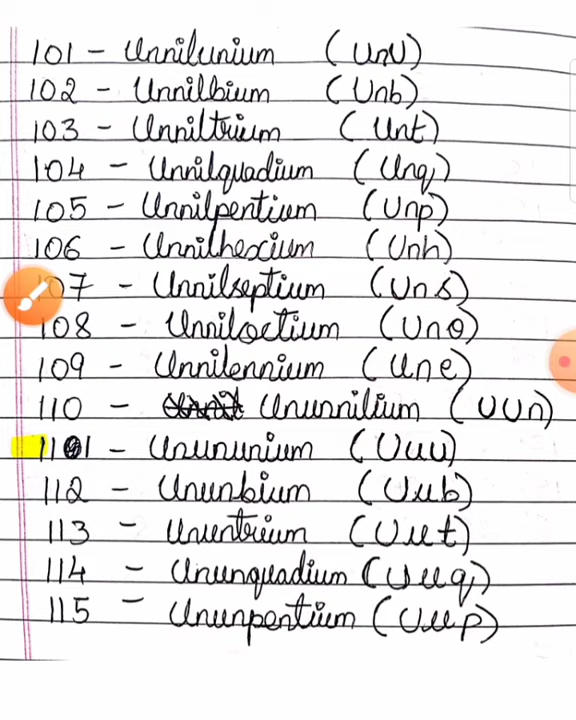 101 - Unnilunium (Unu)
102 - Unnilbium (Unb)
103 - Unniltrium (Unt)
104 - Unnilquadium (Unq)
105 - Unnilpentium (Unp)
106 - Unnilhexium (Unh)
107 - Unnilseptium (Uns)
108 - Unniloctium (Uno)
109 - Unnilennium (Une)
110 - Ununnilium (UUn)
111 - Unununium (Uuu)
112 - Ununbium (Uub)
113 - Ununtrium (Uut)
114 - Ununquadium (Uuq)
115 - Ununpentium (Uup)